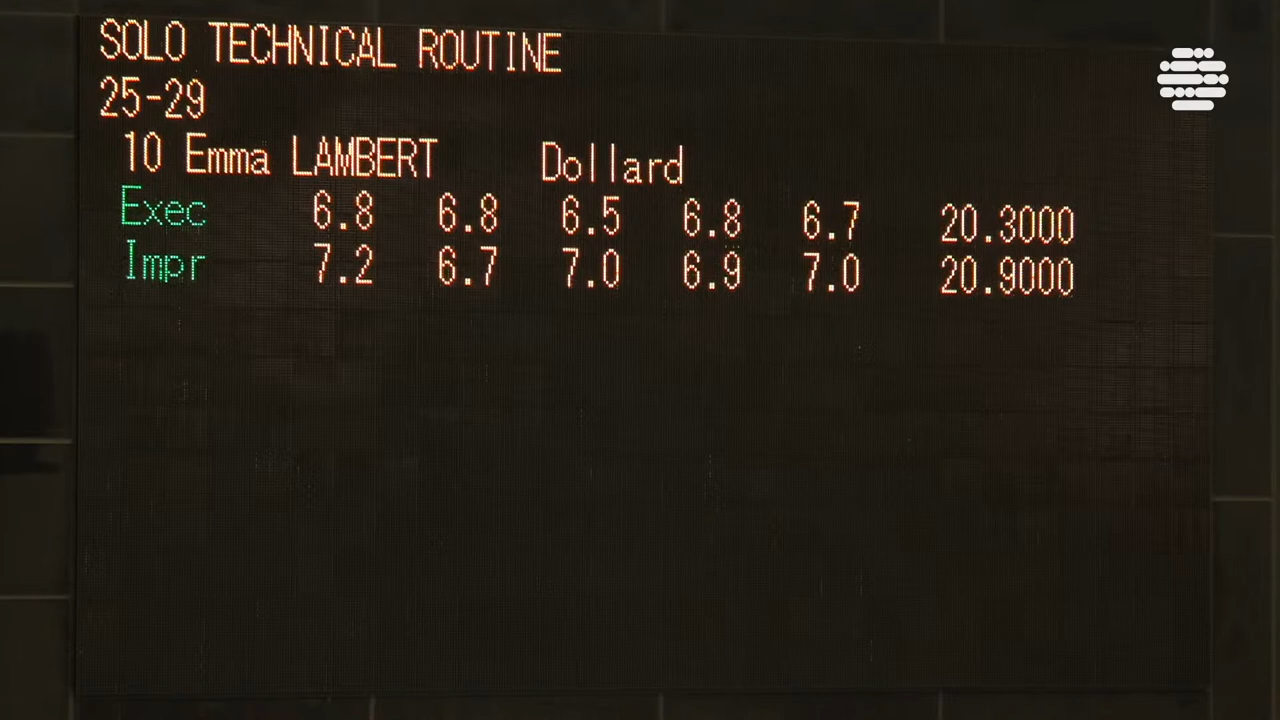 SOLO TECHNICAL ROUTINE
25-29
10 Emma LAMBERT Dollard
Exec 6.8 6.8 6.5 6.8 6.7 20.3000
Impr 7.2 6.7 7.0 6.9 7.0 20.9000